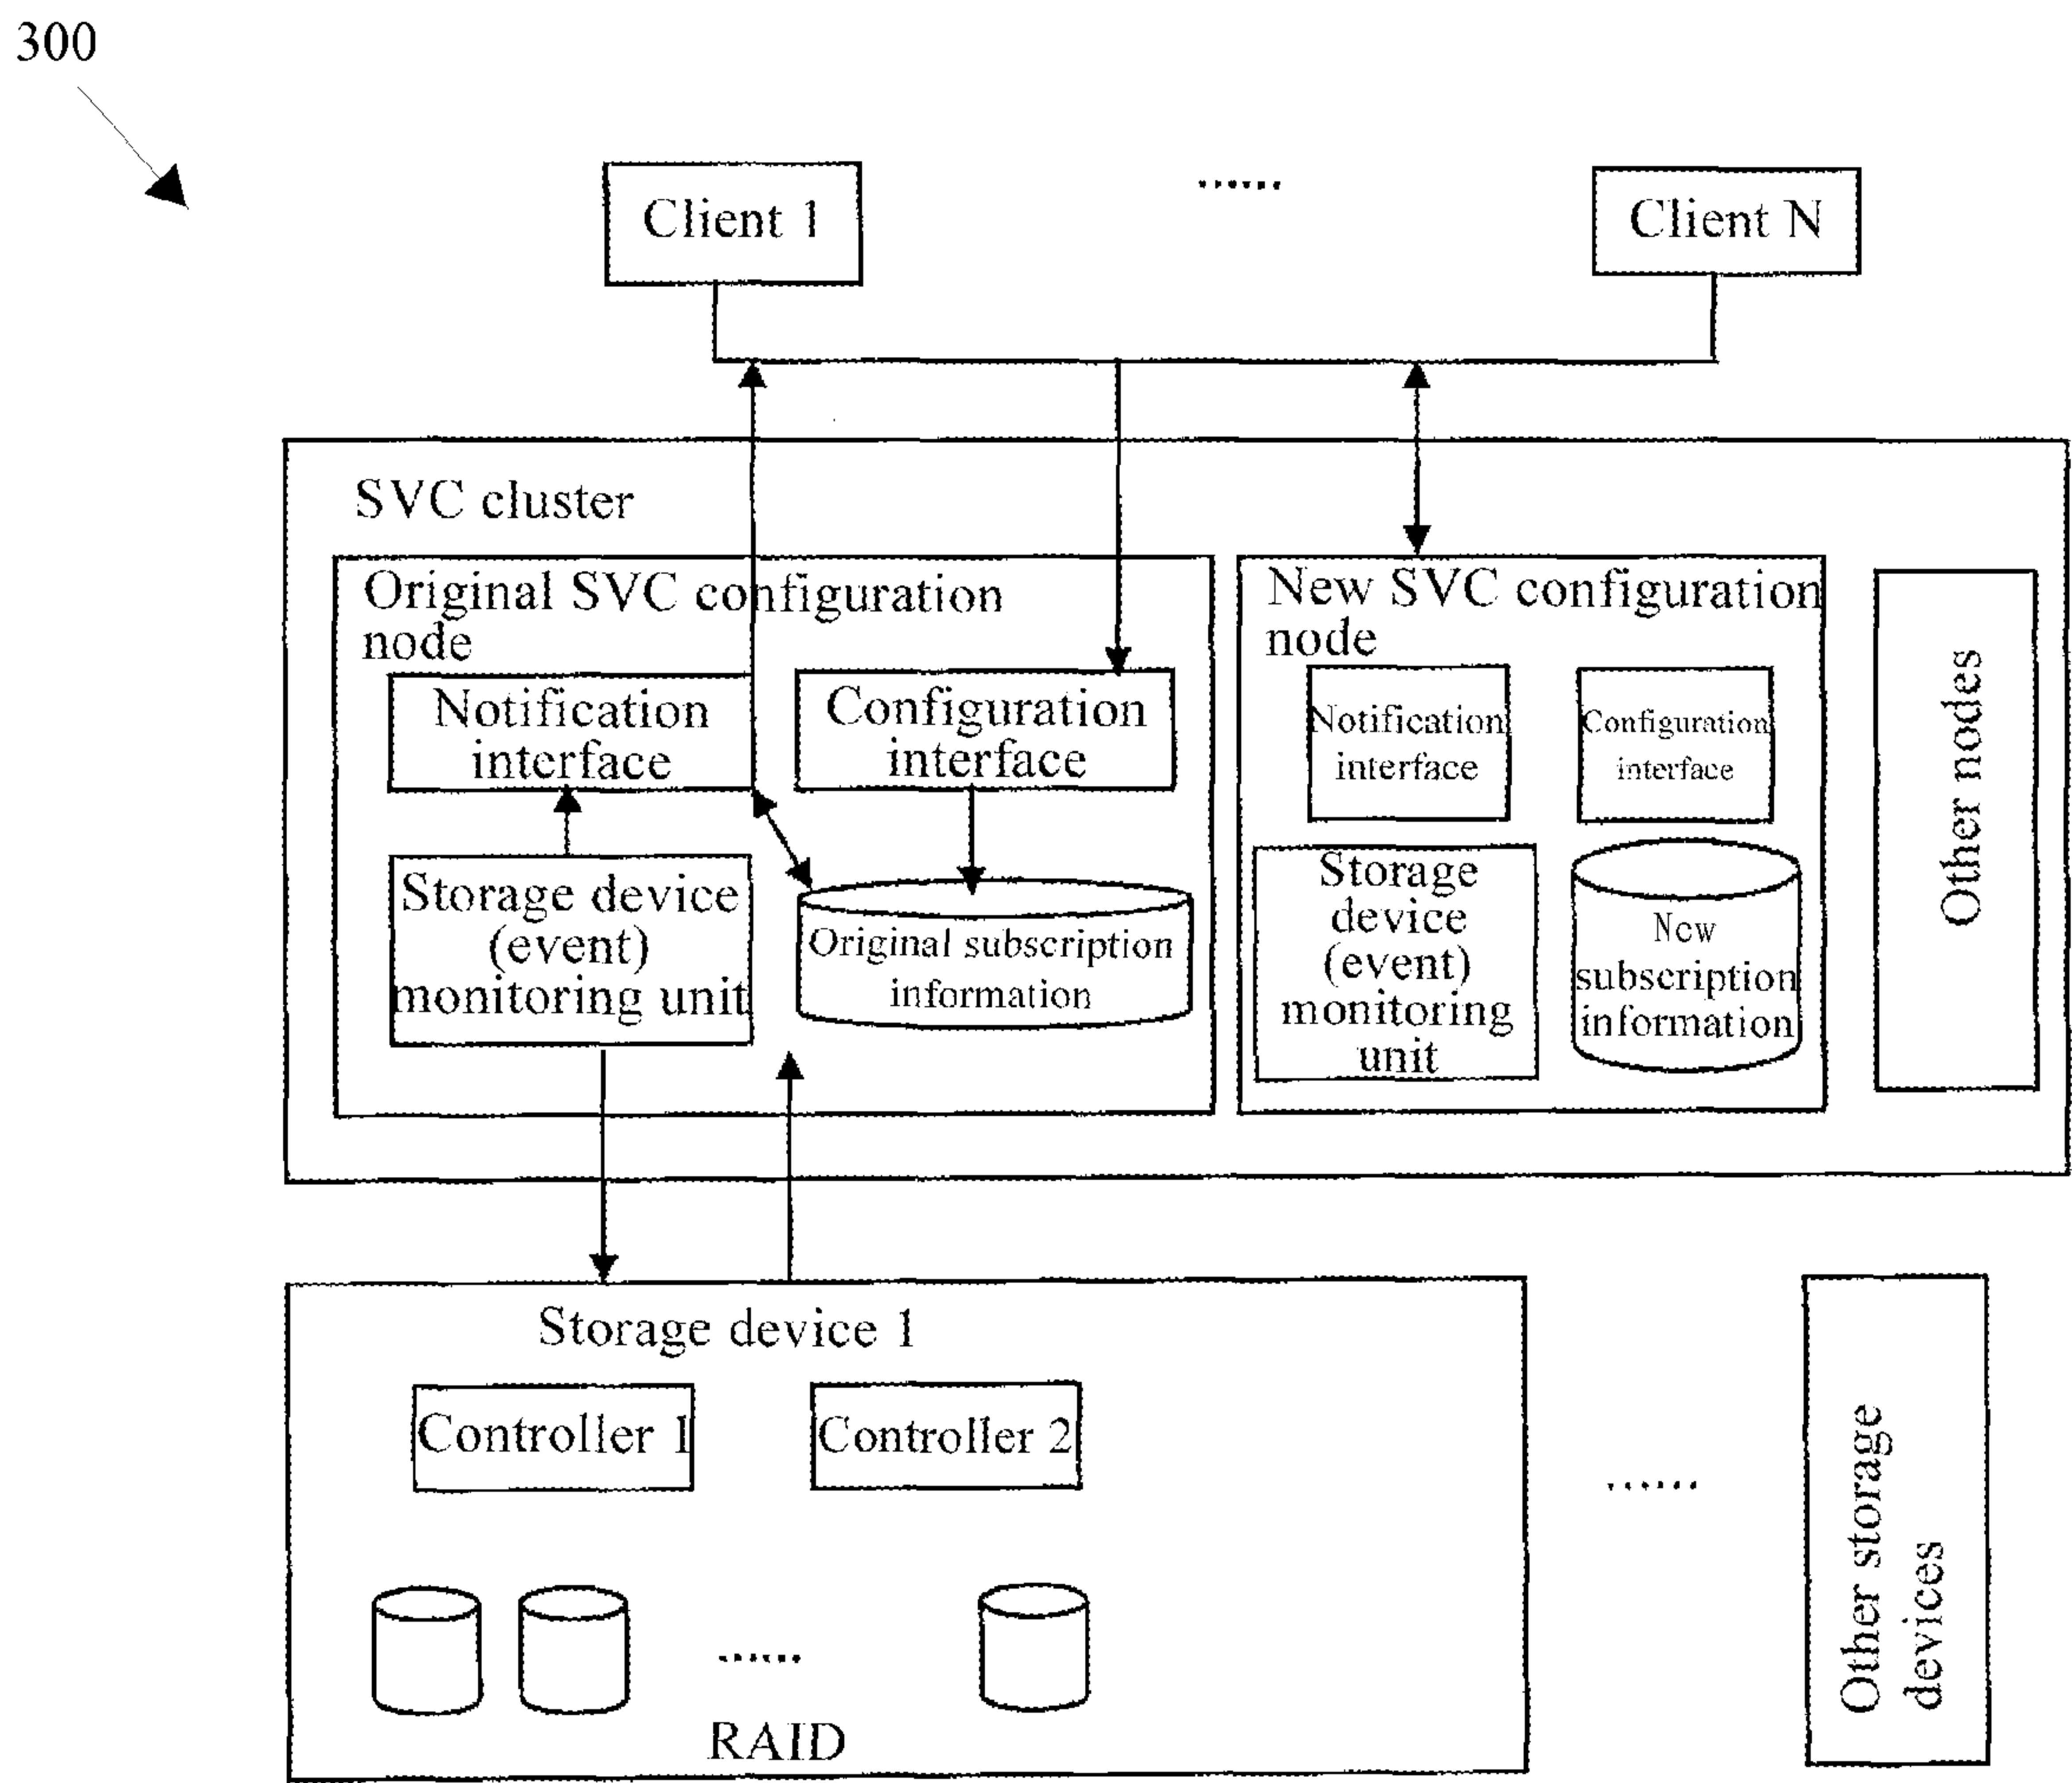 300
Client 1
......
Client N
SVC cluster
Original SVC configuration
node
Notification
interface
Configuration
interface
Storage device
(event)
monitoring unit
Original subscription
information
New SVC configuration
node
Notification
interface
Configuration
interface
Storage
device
(event)
monitoring
unit
New
subscription
information
Other nodes
Storage device 1
Controller 1
Controller 2
......
RAID
......
Other storage
devices